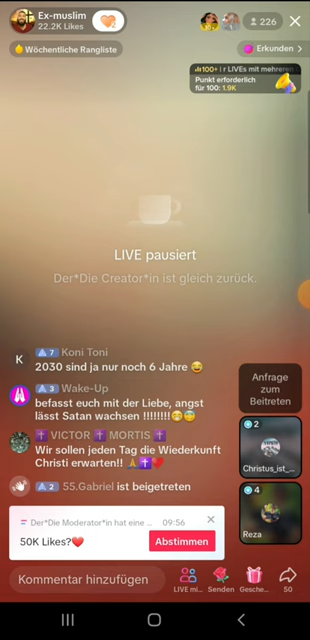 Ex-muslim
22.2K Likes
226
Wöchentliche Rangliste
Erkunden
100+ | r LIVEs mit mehreren
Punkt erforderlich
für 100: 1.9K
LIVE pausiert
Der*Die Creator*in ist gleich zurück.
K
7 Koni Toni
2030 sind ja nur noch 6 Jahre 😂
3 Wake-Up
befasst euch mit der Liebe, angst
lässt Satan wachsen !!!!!!!!🤭😇
✝️ VICTOR ✝️ MORTIS ✝️
Wir sollen jeden Tag die Wiederkunft
Christi erwarten!! 🙏✝️❤️
2 55.Gabriel ist beigetreten
Anfrage
zum
Beitreten
2
Christus_ist_...
4
Reza
Der*Die Moderator*in hat eine ... 09:56
50K Likes?❤️
Abstimmen
Kommentar hinzufügen
LIVE mi...
Senden
Gesche...
50